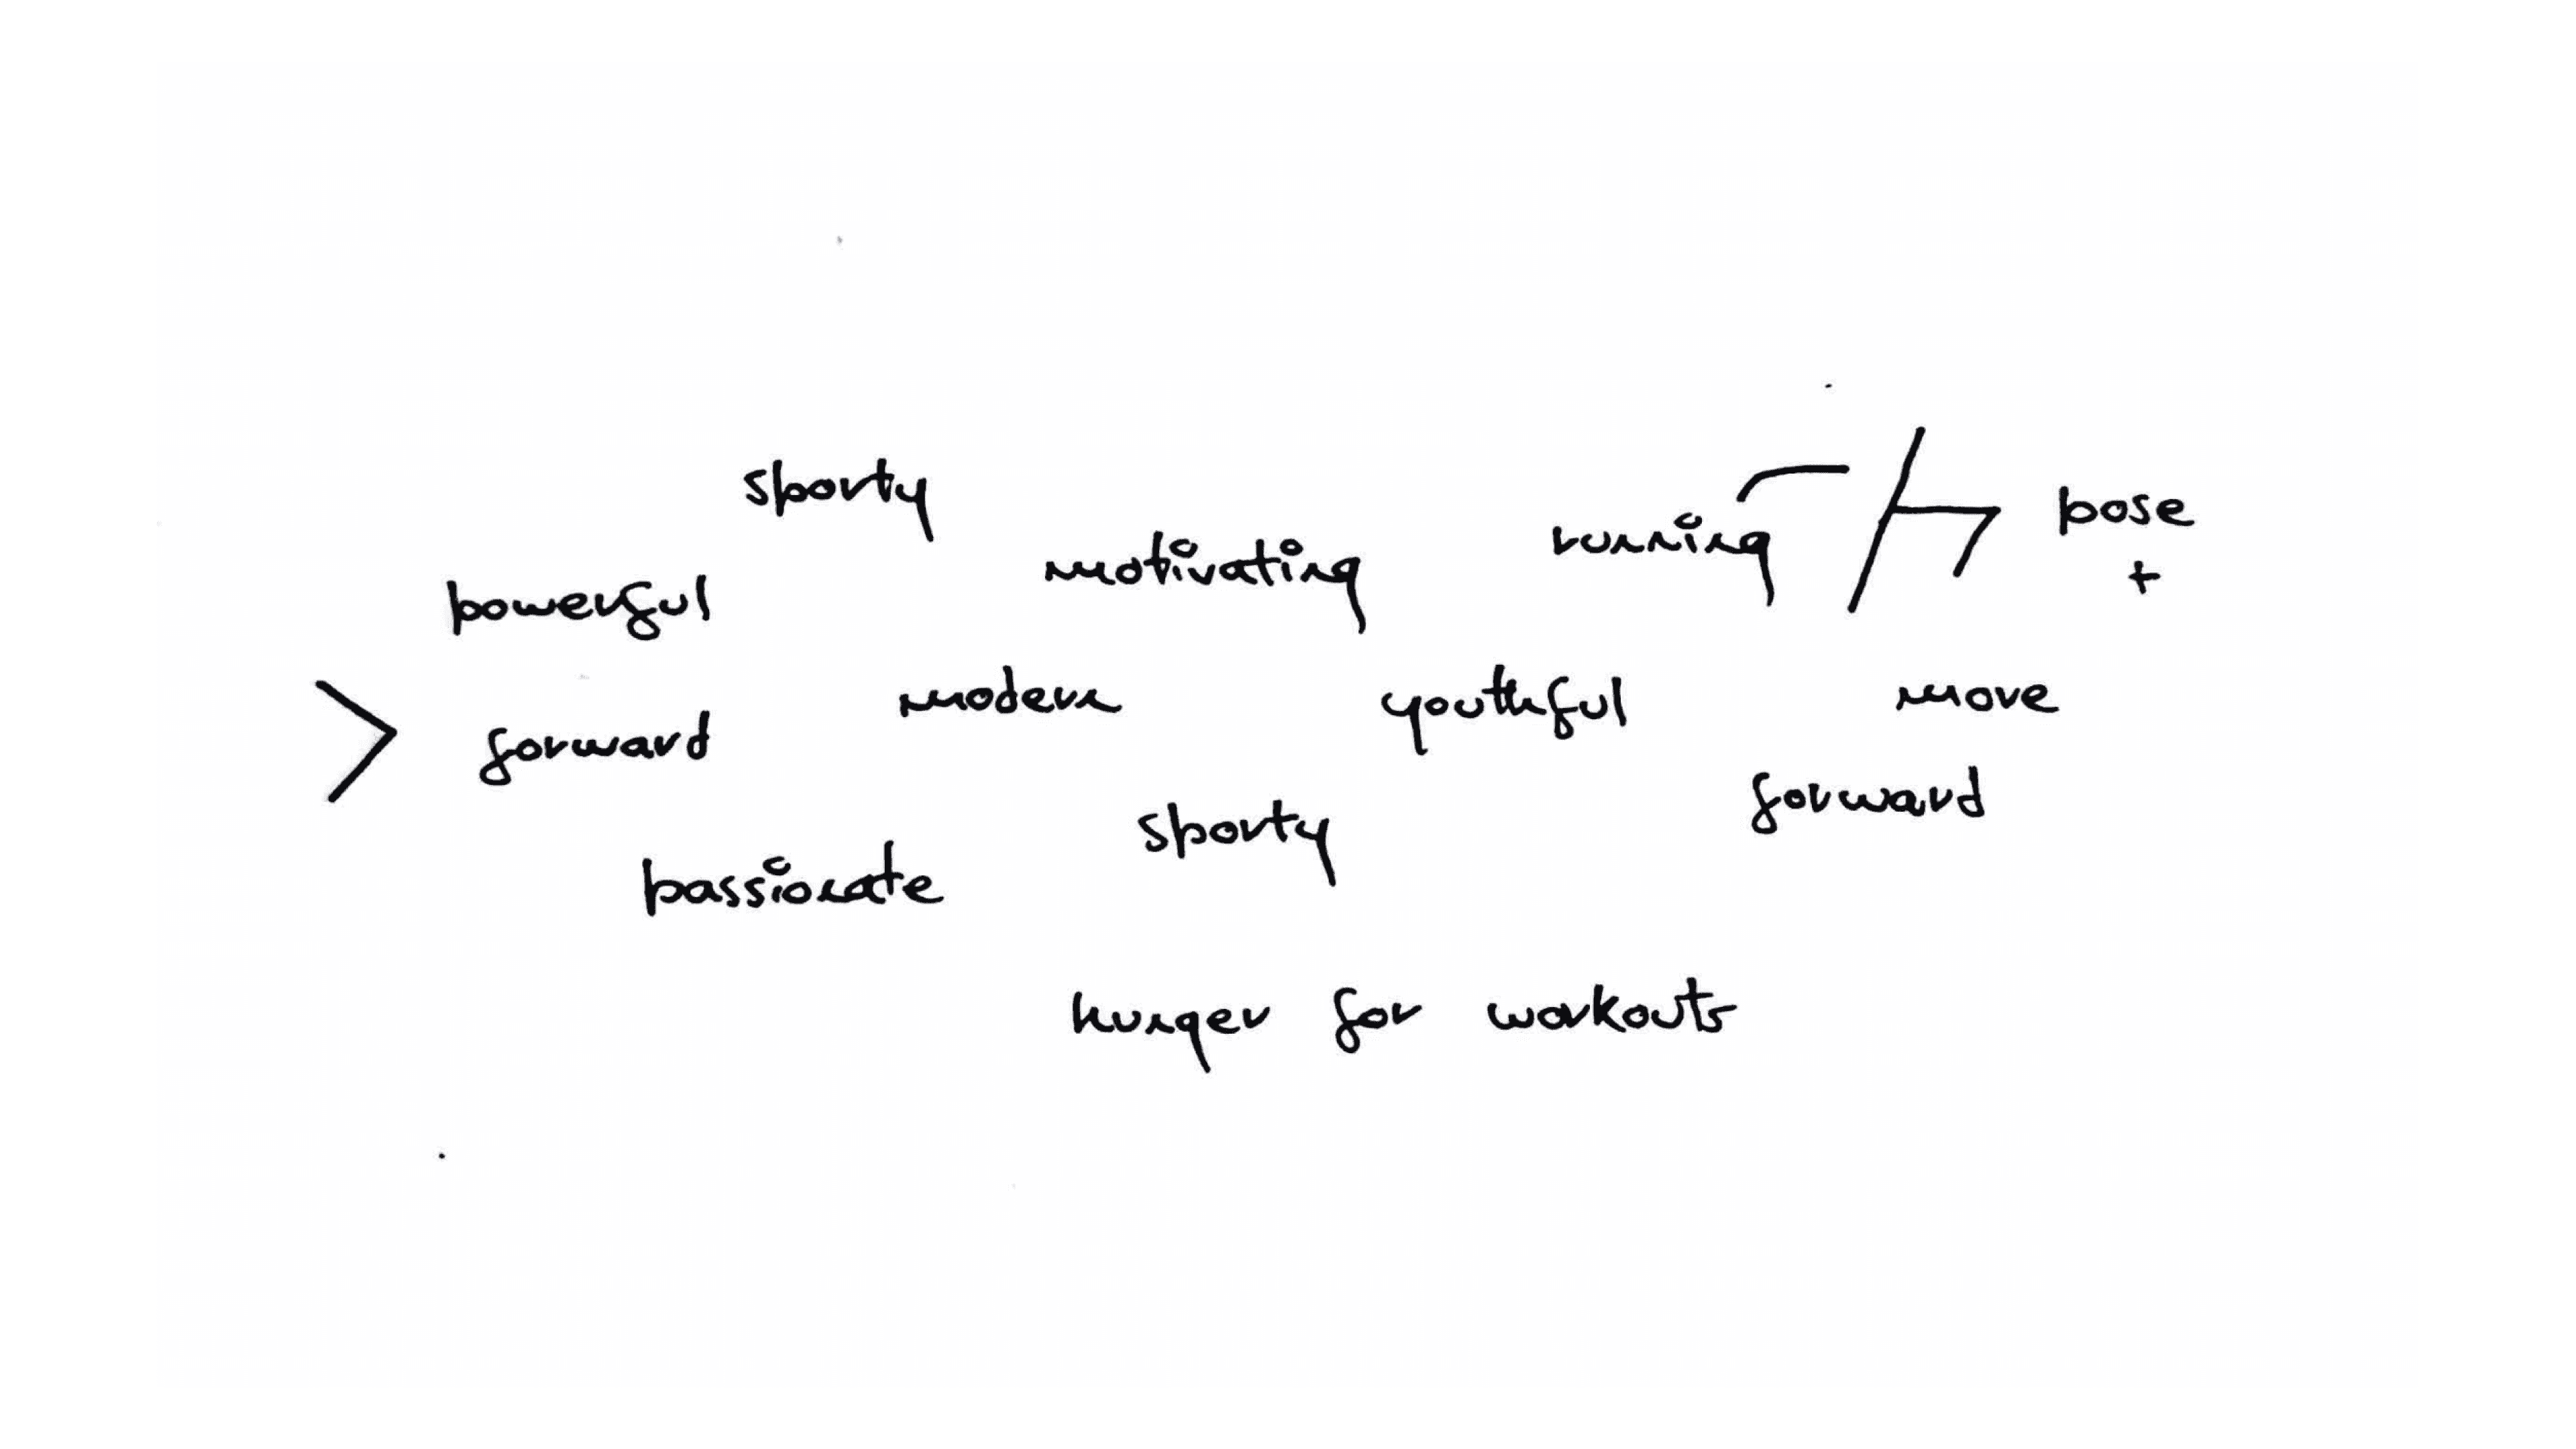 sporty
running
pose
+
motivating
powerful
modern
youthful
move
> forward
forward
sporty
passionate
hunger for workouts